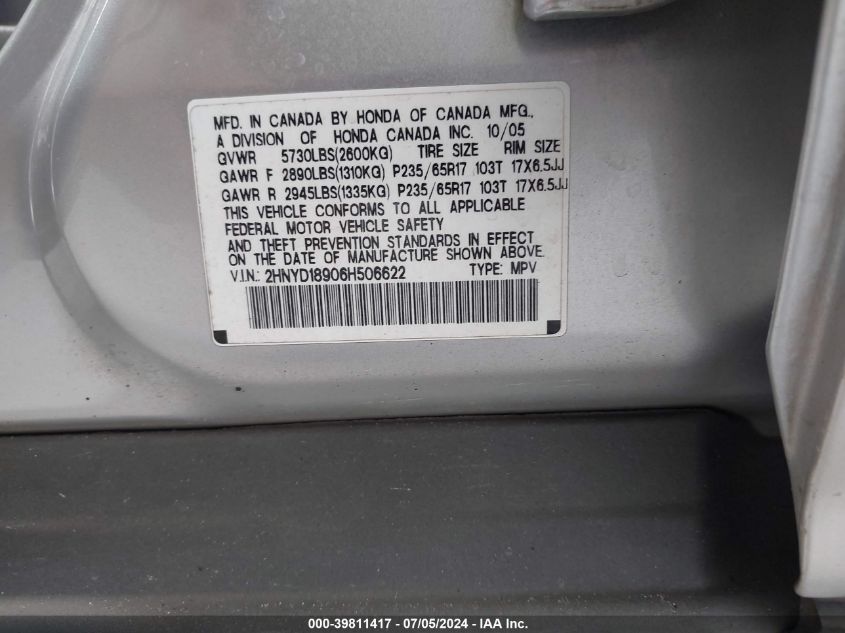 MFD. IN CANADA BY HONDA OF CANADA MFG.,
A DIVISION OF HONDA CANADA INC. 10/05
GVWR 5730LBS(2600KG) TIRE SIZE RIM SIZE
GAWR F 2890LBS(1310KG) P235/65R17 103T 17X6.5JJ
GAWR R 2945LBS(1335KG) P235/65R17 103T 17X6.5JJ
THIS VEHICLE CONFORMS TO ALL APPLICABLE
FEDERAL MOTOR VEHICLE SAFETY
AND THEFT PREVENTION STANDARDS IN EFFECT
ON THE DATE OF MANUFACTURE SHOWN ABOVE.
V.I.N.: 2HNYD18906H506622 TYPE: MPV
000-39811417 - 07/05/2024 - IAA Inc.